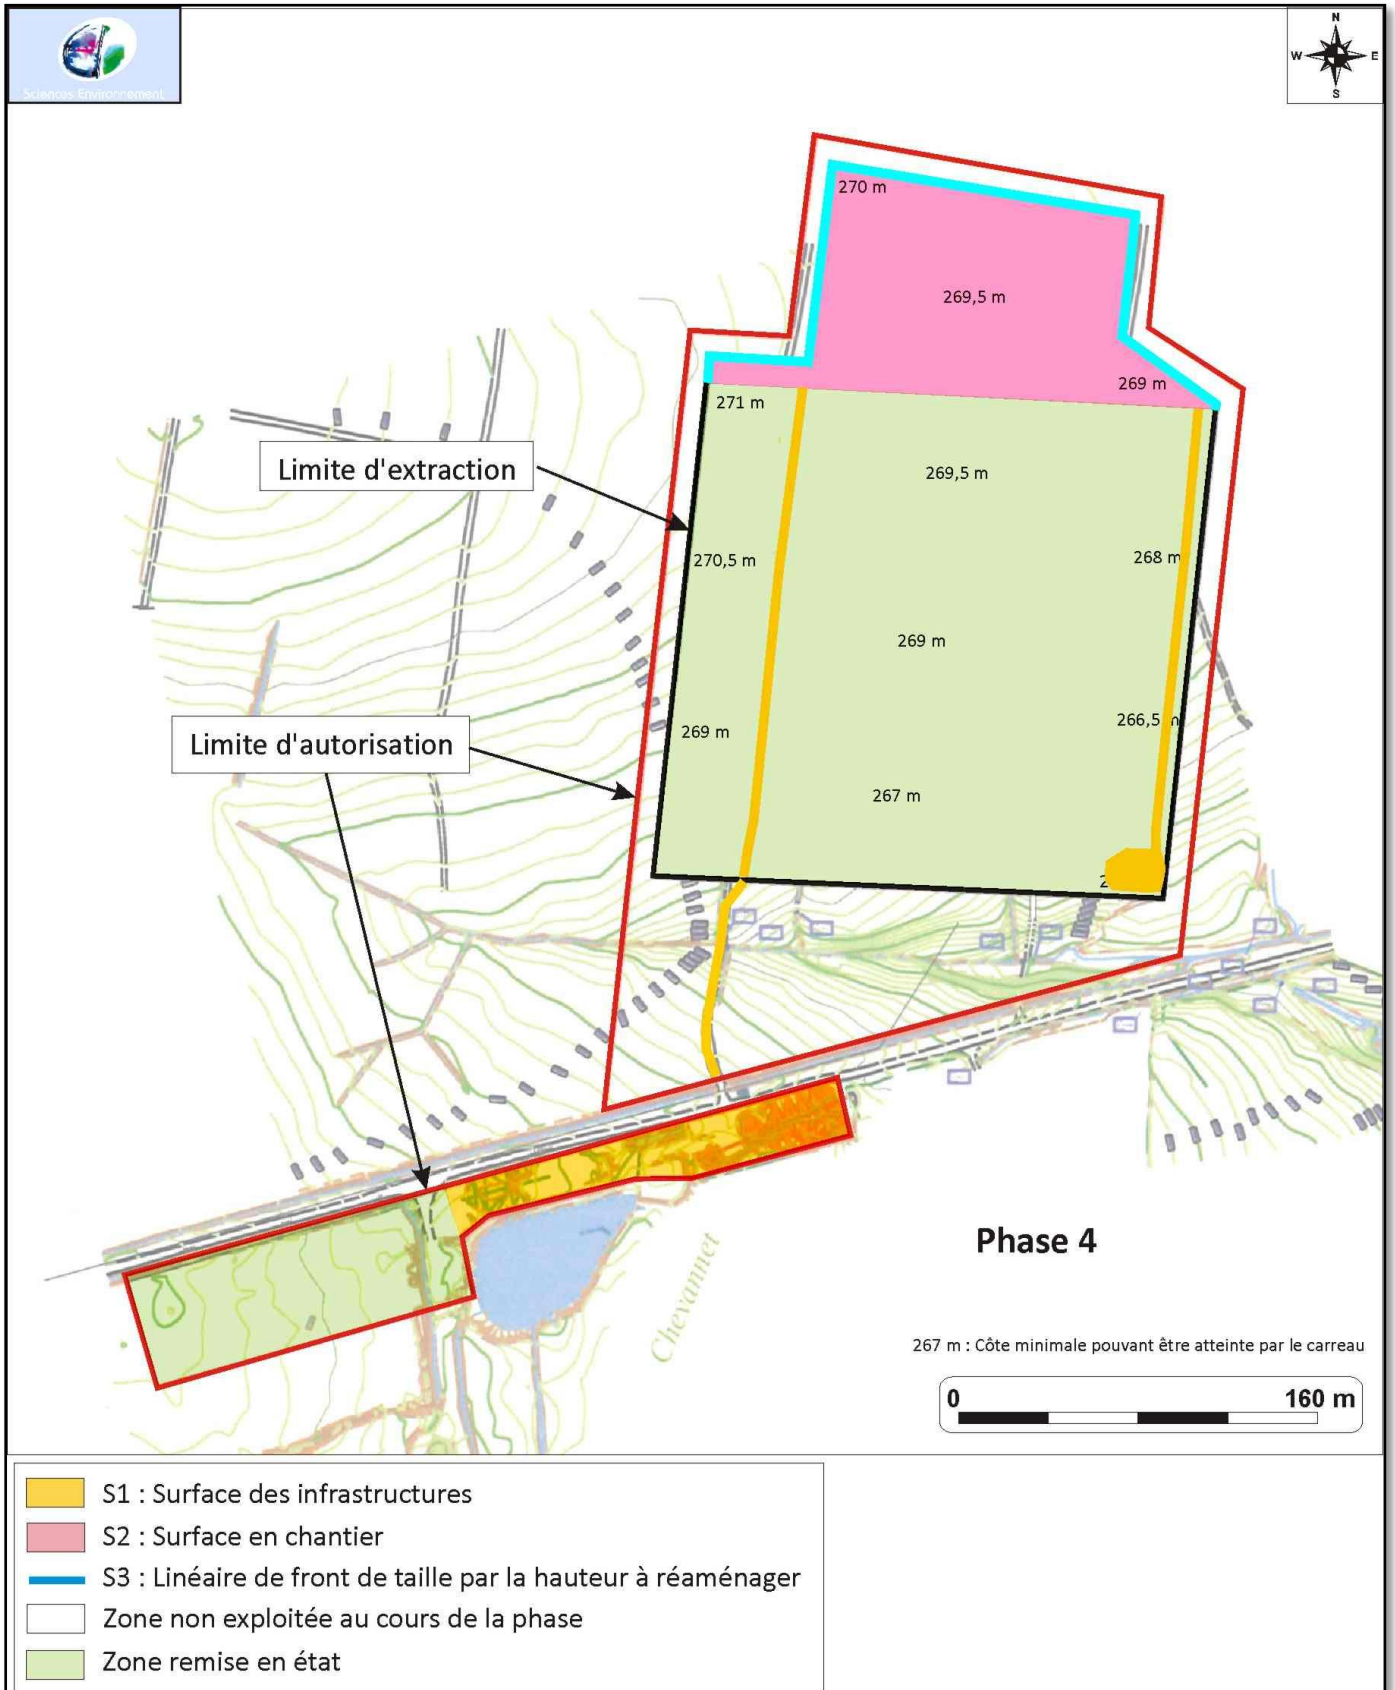 Sciences Environnement
N
W E
S
270 m
269,5 m
269 m
271 m
Limite d'extraction
269,5 m
270,5 m
268 m
269 m
Limite d'autorisation
266,5 m
269 m
267 m
2
Phase 4
Chevannet
267 m : Côte minimale pouvant être atteinte par le carreau
0 160 m
S1 : Surface des infrastructures
S2 : Surface en chantier
S3 : Linéaire de front de taille par la hauteur à réaménager
Zone non exploitée au cours de la phase
Zone remise en état